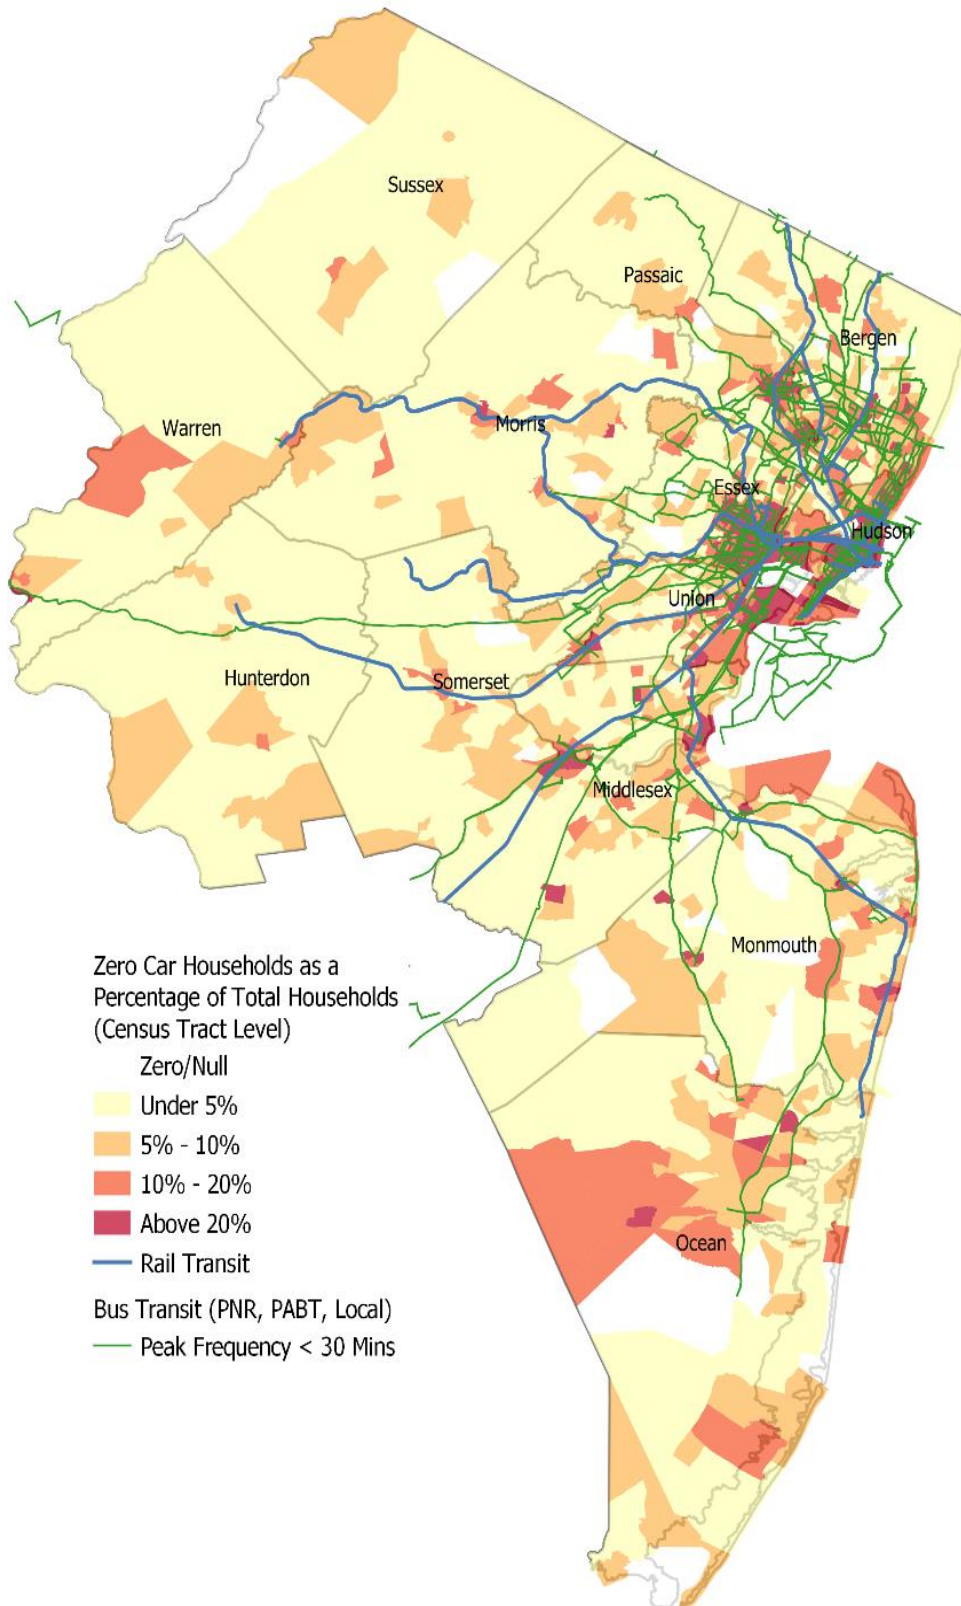 Sussex
Passaic
Bergen
Warren
Morris
Essex
Hudson
Union
Hunterdon
Somerset
Middlesex
Monmouth
Ocean
Zero Car Households as a
Percentage of Total Households
(Census Tract Level)
Zero/Null
Under 5%
5% - 10%
10% - 20%
Above 20%
Rail Transit
Bus Transit (PNR, PABT, Local)
Peak Frequency < 30 Mins